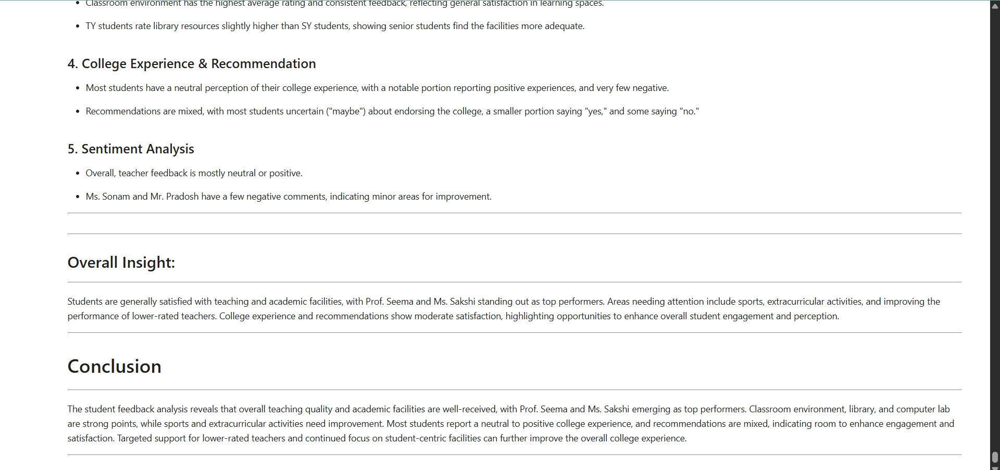 Classroom environment has the highest average rating and consistent feedback, reflecting general satisfaction in learning spaces.
TY students rate library resources slightly higher than SY students, showing senior students find the facilities more adequate.
4. College Experience & Recommendation
Most students have a neutral perception of their college experience, with a notable portion reporting positive experiences, and very few negative.
Recommendations are mixed, with most students uncertain ("maybe") about endorsing the college, a smaller portion saying "yes," and some saying "no."
5. Sentiment Analysis
Overall, teacher feedback is mostly neutral or positive.
Ms. Sonam and Mr. Pradosh have a few negative comments, indicating minor areas for improvement.
Overall Insight:
Students are generally satisfied with teaching and academic facilities, with Prof. Seema and Ms. Sakshi standing out as top performers. Areas needing attention include sports, extracurricular activities, and improving the
performance of lower-rated teachers. College experience and recommendations show moderate satisfaction, highlighting opportunities to enhance overall student engagement and perception.
Conclusion
The student feedback analysis reveals that overall teaching quality and academic facilities are well-received, with Prof. Seema and Ms. Sakshi emerging as top performers. Classroom environment, library, and computer lab
are strong points, while sports and extracurricular activities need improvement. Most students report a neutral to positive college experience, and recommendations are mixed, indicating room to enhance engagement and
satisfaction. Targeted support for lower-rated teachers and continued focus on student-centric facilities can further improve the overall college experience.